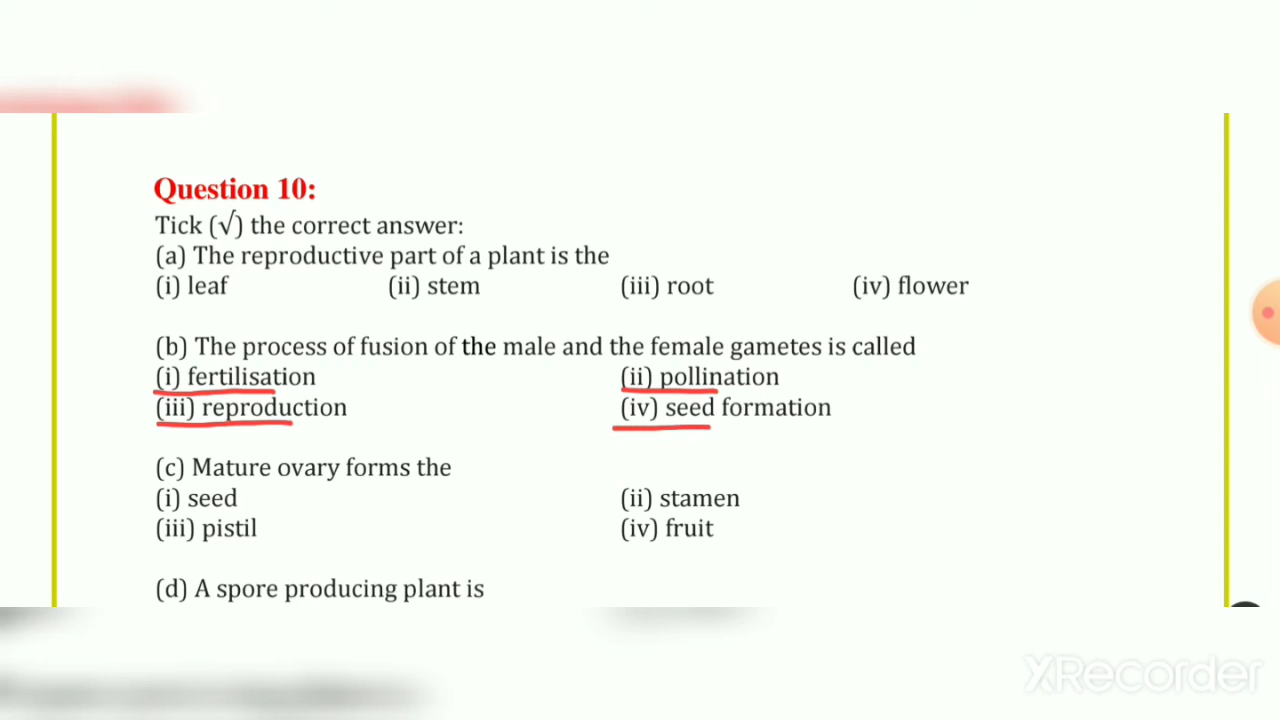 Question 10:
Tick (√) the correct answer:
(a) The reproductive part of a plant is the
(i) leaf (ii) stem (iii) root (iv) flower
(b) The process of fusion of the male and the female gametes is called
(i) fertilisation (ii) pollination
(iii) reproduction (iv) seed formation
(c) Mature ovary forms the
(i) seed (ii) stamen
(iii) pistil (iv) fruit
(d) A spore producing plant is
XRecorder